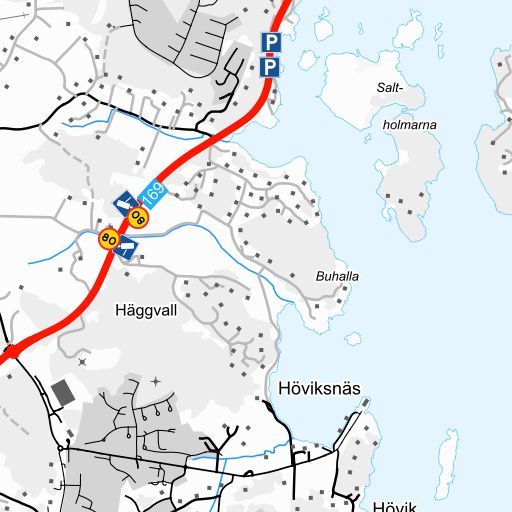 P
P
Salt-
holmarna
169
80
80
Buhalla
Häggvall
Höviksnäs
Hövik